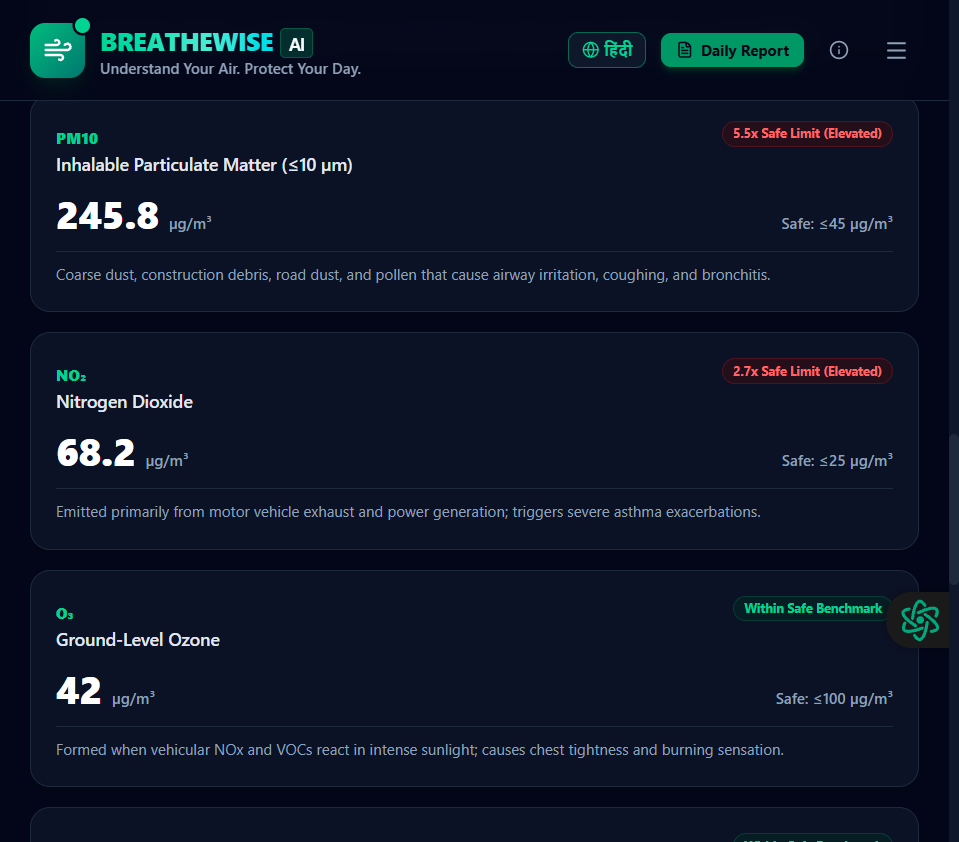 BREATHEWISE AI
Understand Your Air. Protect Your Day.
हिंदी
Daily Report
PM10
5.5x Safe Limit (Elevated)
Inhalable Particulate Matter (≤10 μm)
245.8 μg/m³
Safe: ≤45 μg/m³
Coarse dust, construction debris, road dust, and pollen that cause airway irritation, coughing, and bronchitis.
NO₂
2.7x Safe Limit (Elevated)
Nitrogen Dioxide
68.2 μg/m³
Safe: ≤25 μg/m³
Emitted primarily from motor vehicle exhaust and power generation; triggers severe asthma exacerbations.
O₃
Within Safe Benchmark
Ground-Level Ozone
42 μg/m³
Safe: ≤100 μg/m³
Formed when vehicular NOx and VOCs react in intense sunlight; causes chest tightness and burning sensation.